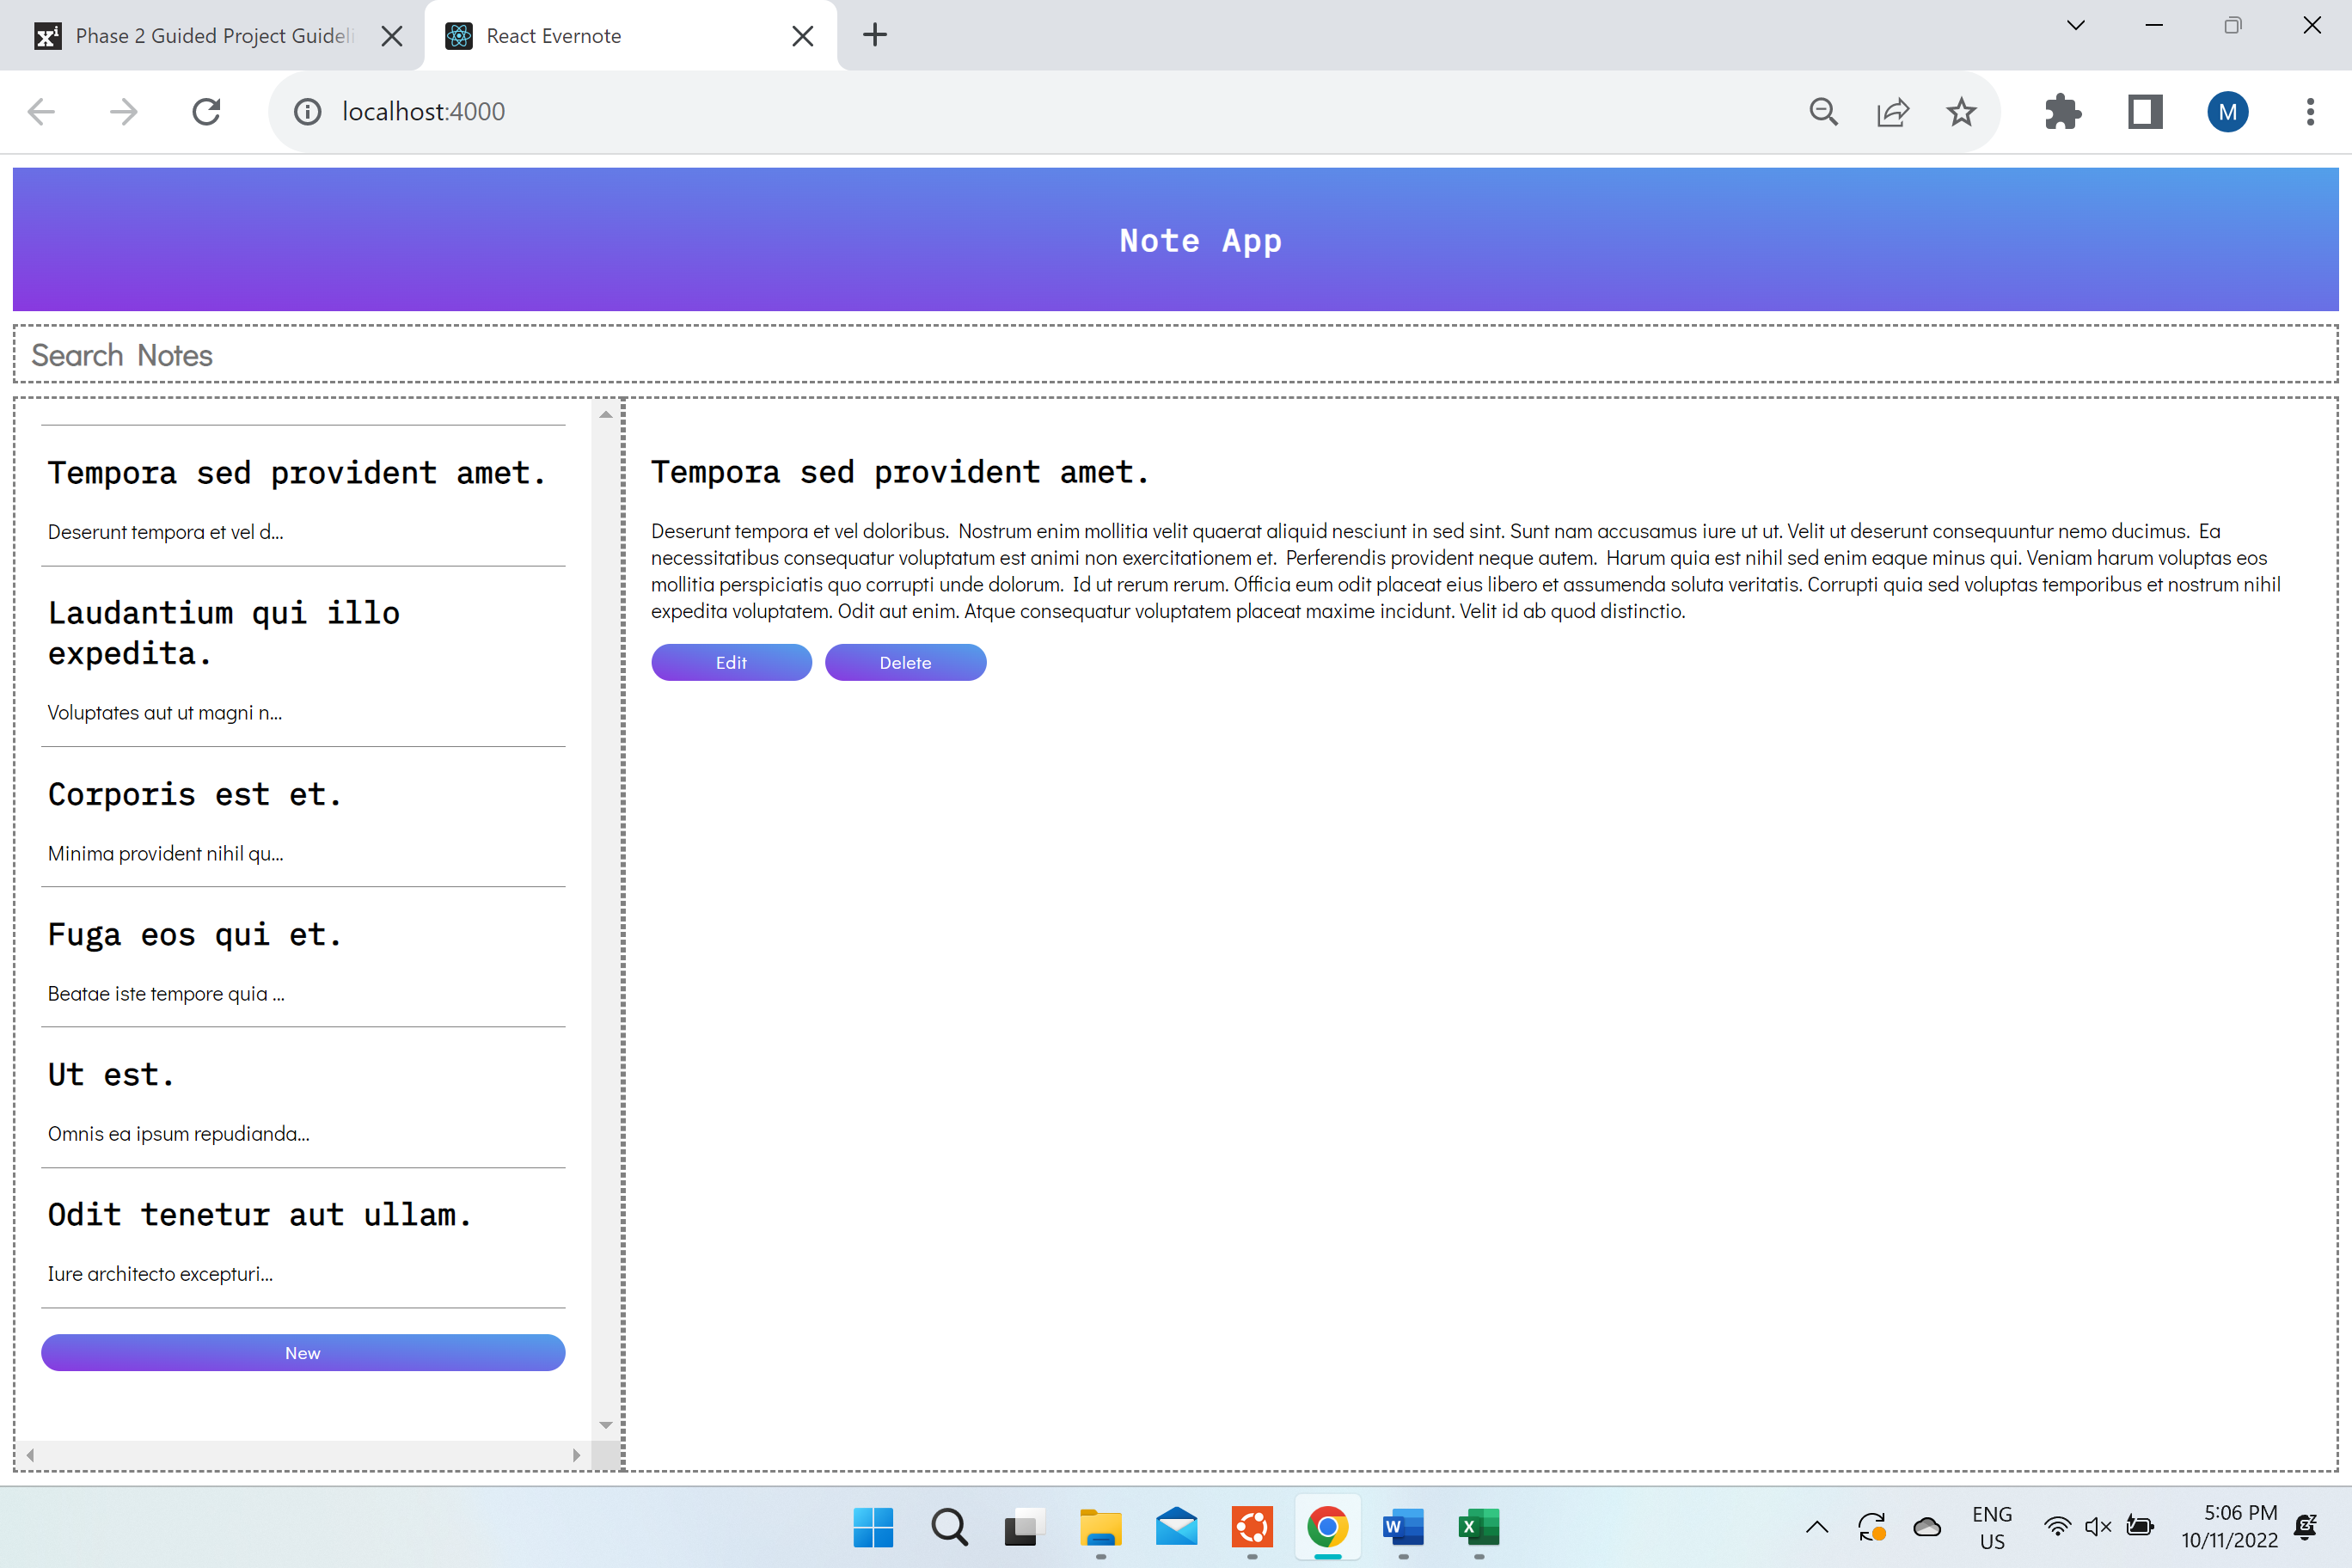 Phase 2 Guided Project Guideli
React Evernote
localhost:4000
M
Note App
Search Notes
Tempora sed provident amet.
Deserunt tempora et vel d...
Laudantium qui illo
expedita.
Voluptates aut ut magni n...
Corporis est et.
Minima provident nihil qu...
Fuga eos qui et.
Beatae iste tempore quia ...
Ut est.
Omnis ea ipsum repudianda...
Odit tenetur aut ullam.
Iure architecto excepturi...
New
Tempora sed provident amet.
Deserunt tempora et vel doloribus. Nostrum enim mollitia velit quaerat aliquid nesciunt in sed sint. Sunt nam accusamus iure ut ut. Velit ut deserunt consequuntur nemo ducimus. Ea
necessitatibus consequatur voluptatum est animi non exercitationem et. Perferendis provident neque autem. Harum quia est nihil sed enim eaque minus qui. Veniam harum voluptas eos
mollitia perspiciatis quo corrupti unde dolorum. Id ut rerum rerum. Officia eum odit placeat eius libero et assumenda soluta veritatis. Corrupti quia sed voluptas temporibus et nostrum nihil
expedita voluptatem. Odit aut enim. Atque consequatur voluptatem placeat maxime incidunt. Velit id ab quod distinctio.
Edit
Delete
W
X
ENG
US
5:06 PM
10/11/2022